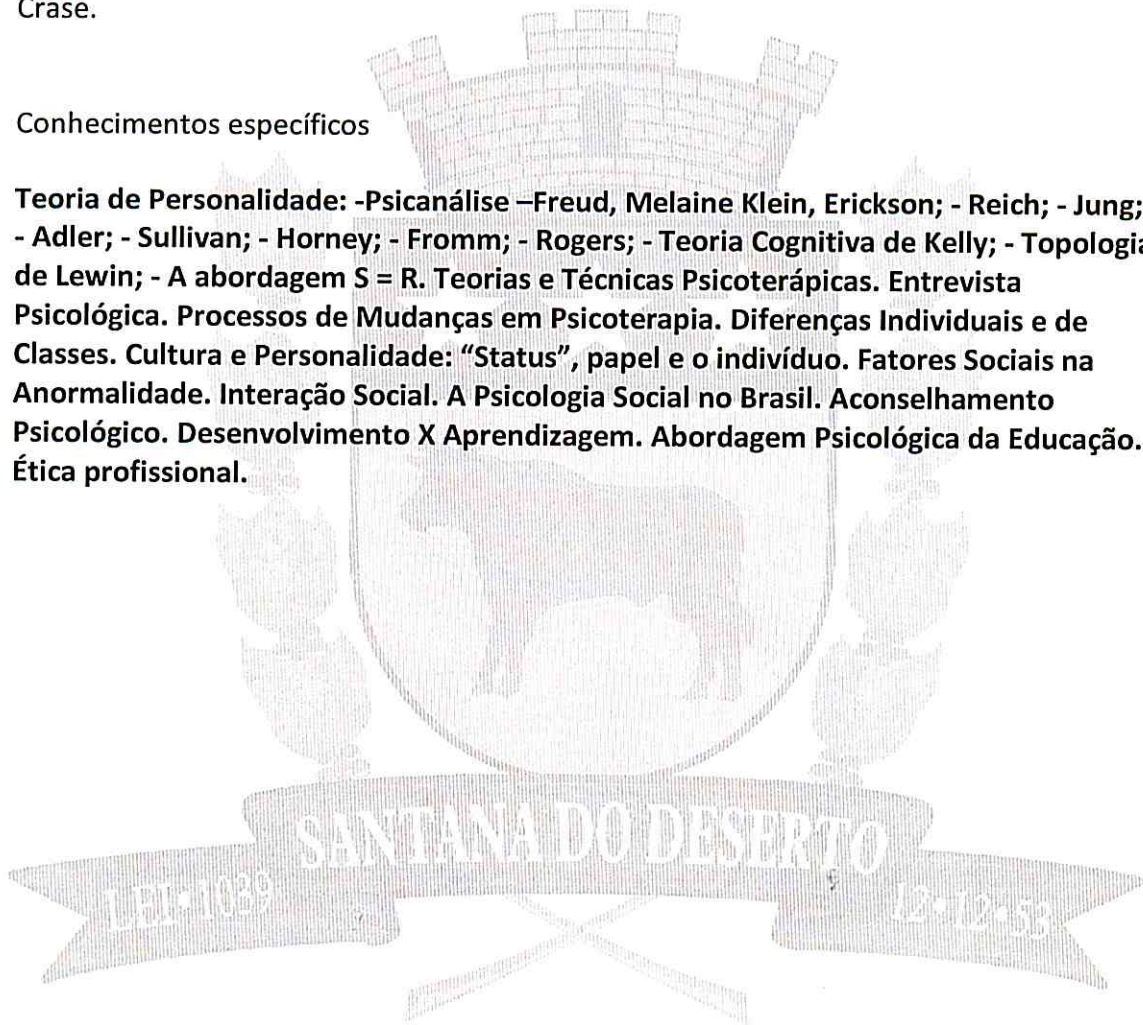 Crase.
Conhecimentos específicos
Teoria de Personalidade: -Psicanálise –Freud, Melaine Klein, Erickson; - Reich; - Jung;
- Adler; - Sullivan; - Horney; - Fromm; - Rogers; - Teoria Cognitiva de Kelly; - Topologia
de Lewin; - A abordagem S = R. Teorias e Técnicas Psicoterápicas. Entrevista
Psicológica. Processos de Mudanças em Psicoterapia. Diferenças Individuais e de
Classes. Cultura e Personalidade: “Status”, papel e o indivíduo. Fatores Sociais na
Anormalidade. Interação Social. A Psicologia Social no Brasil. Aconselhamento
Psicológico. Desenvolvimento X Aprendizagem. Abordagem Psicológica da Educação.
Ética profissional.
SANTANA DO DESERTO
LEI•1039
12•12•53